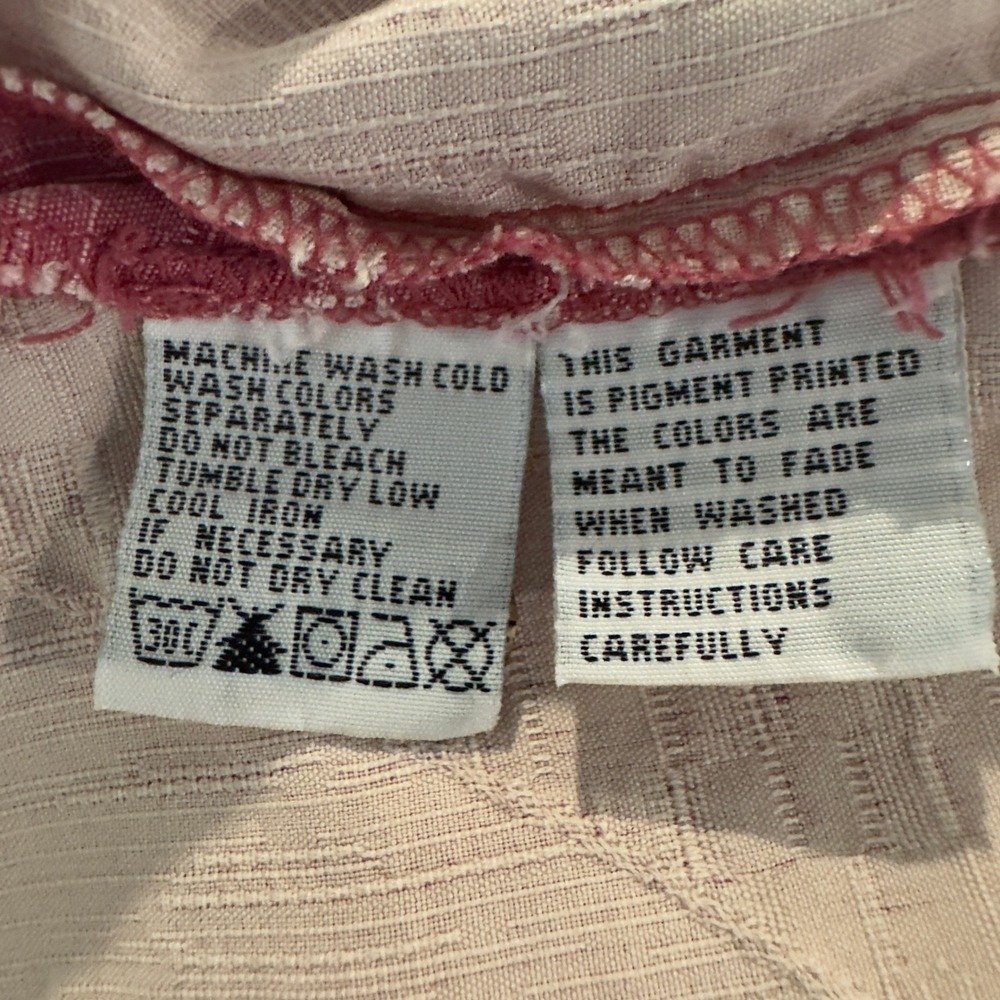 MACHINE WASH COLD
WASH COLORS
SEPARATELY
DO NOT BLEACH
TUMBLE DRY LOW
COOL IRON
IF NECESSARY
DO NOT DRY CLEAN
30C
THIS GARMENT
IS PIGMENT PRINTED
THE COLORS ARE
MEANT TO FADE
WHEN WASHED
FOLLOW CARE
INSTRUCTIONS
CAREFULLY